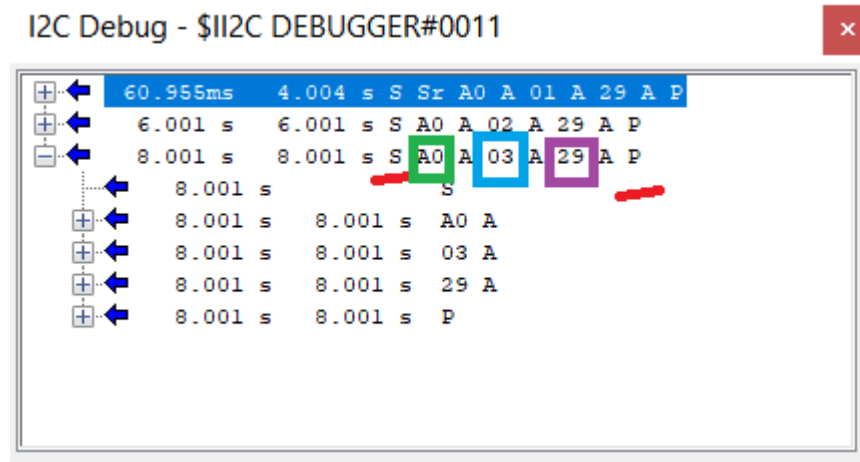 I2C Debug - $II2C DEBUGGER#0011
60.955ms 4.004 s S Sr A0 A 01 A 29 A P
6.001 s 6.001 s S A0 A 02 A 29 A P
8.001 s 8.001 s S A0 A 03 A 29 A P
8.001 s S
8.001 s 8.001 s A0 A
8.001 s 8.001 s 03 A
8.001 s 8.001 s 29 A
8.001 s 8.001 s P